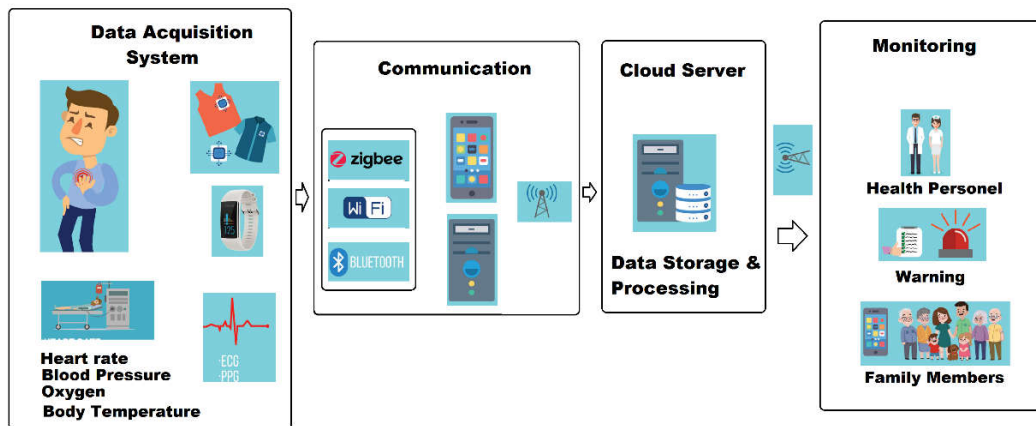 Data Acquisition
System
125
Heart rate
Blood Pressure
Oxygen
Body Temperature
-ECG
-PPG
Communication
zigbee
Wi Fi
BLUETOOTH
Cloud Server
Data Storage &
Processing
Monitoring
Health Personel
Warning
Family Members